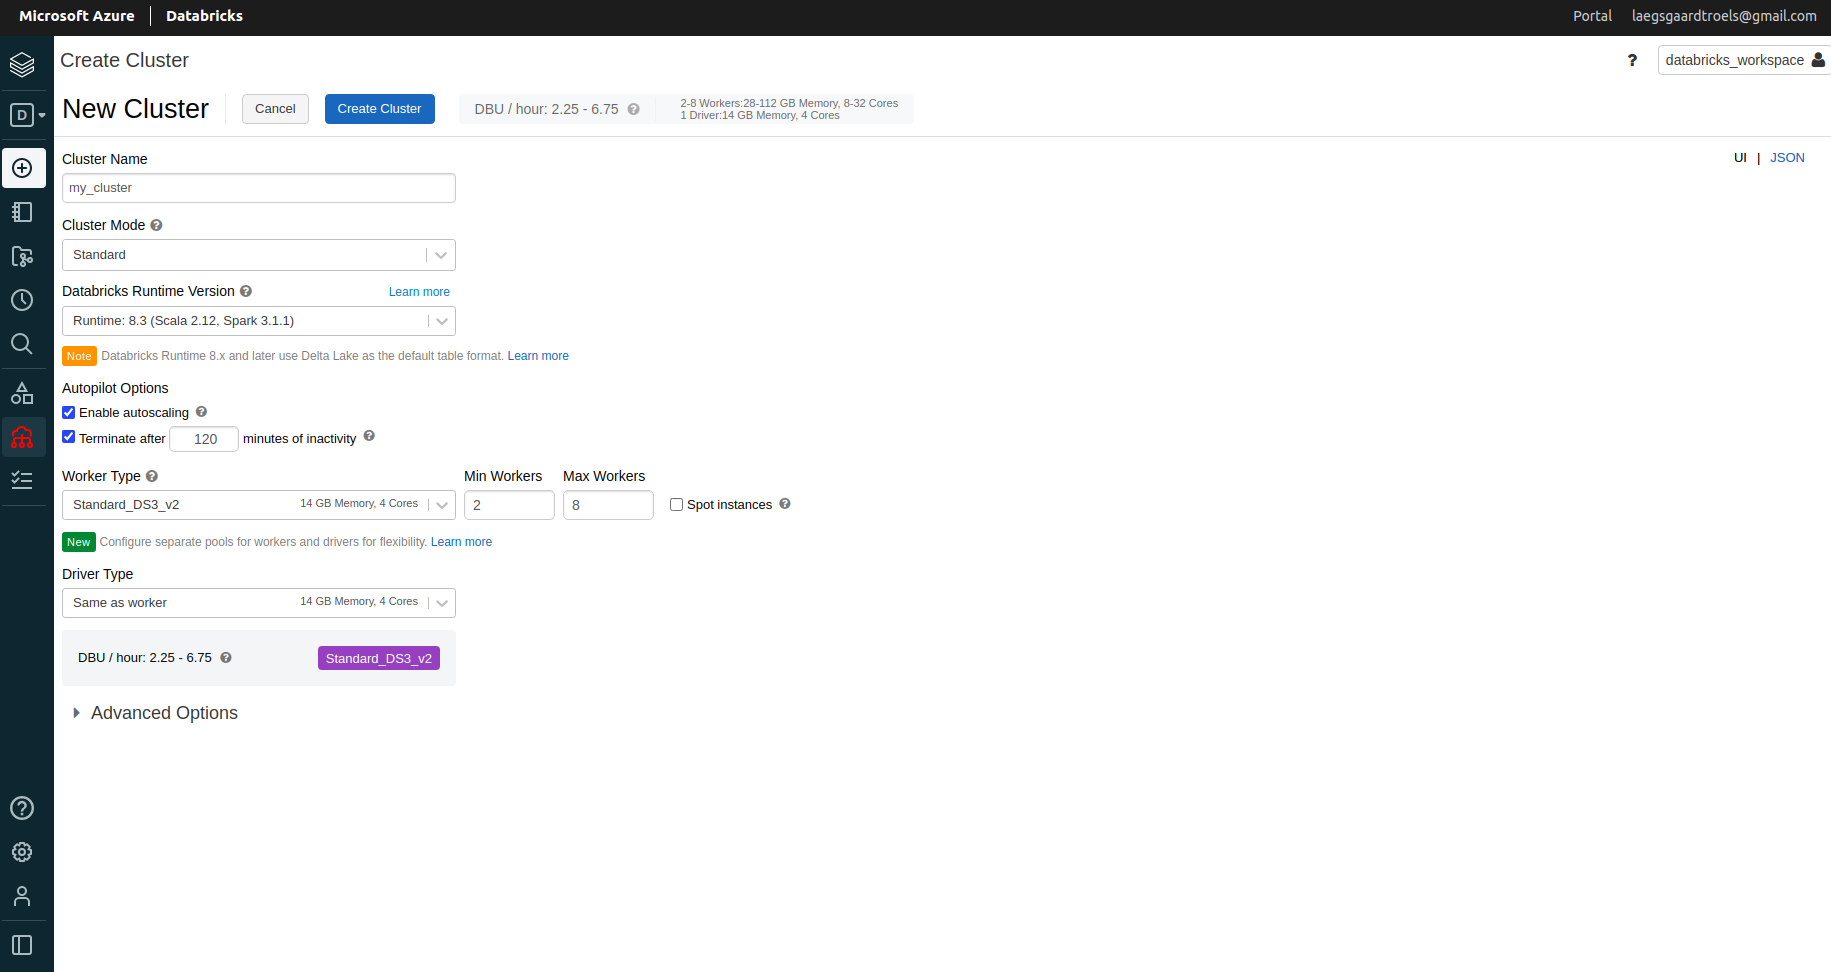 Microsoft Azure | Databricks
Portal laegsgaardtroels@gmail.com
Create Cluster
? databricks_workspace
D
New Cluster
Cancel
Create Cluster
DBU / hour: 2.25 - 6.75 ?
2-8 Workers:28-112 GB Memory, 8-32 Cores
1 Driver:14 GB Memory, 4 Cores
UI | JSON
Cluster Name
my_cluster
Cluster Mode ?
Standard
Databricks Runtime Version ? Learn more
Runtime: 8.3 (Scala 2.12, Spark 3.1.1)
Note Databricks Runtime 8.x and later use Delta Lake as the default table format. Learn more
Autopilot Options
Enable autoscaling ?
Terminate after 120 minutes of inactivity ?
Worker Type ? Min Workers Max Workers
Standard_DS3_v2 14 GB Memory, 4 Cores 2 8 Spot instances ?
New Configure separate pools for workers and drivers for flexibility. Learn more
Driver Type
Same as worker 14 GB Memory, 4 Cores
DBU / hour: 2.25 - 6.75 ? Standard_DS3_v2
Advanced Options
?